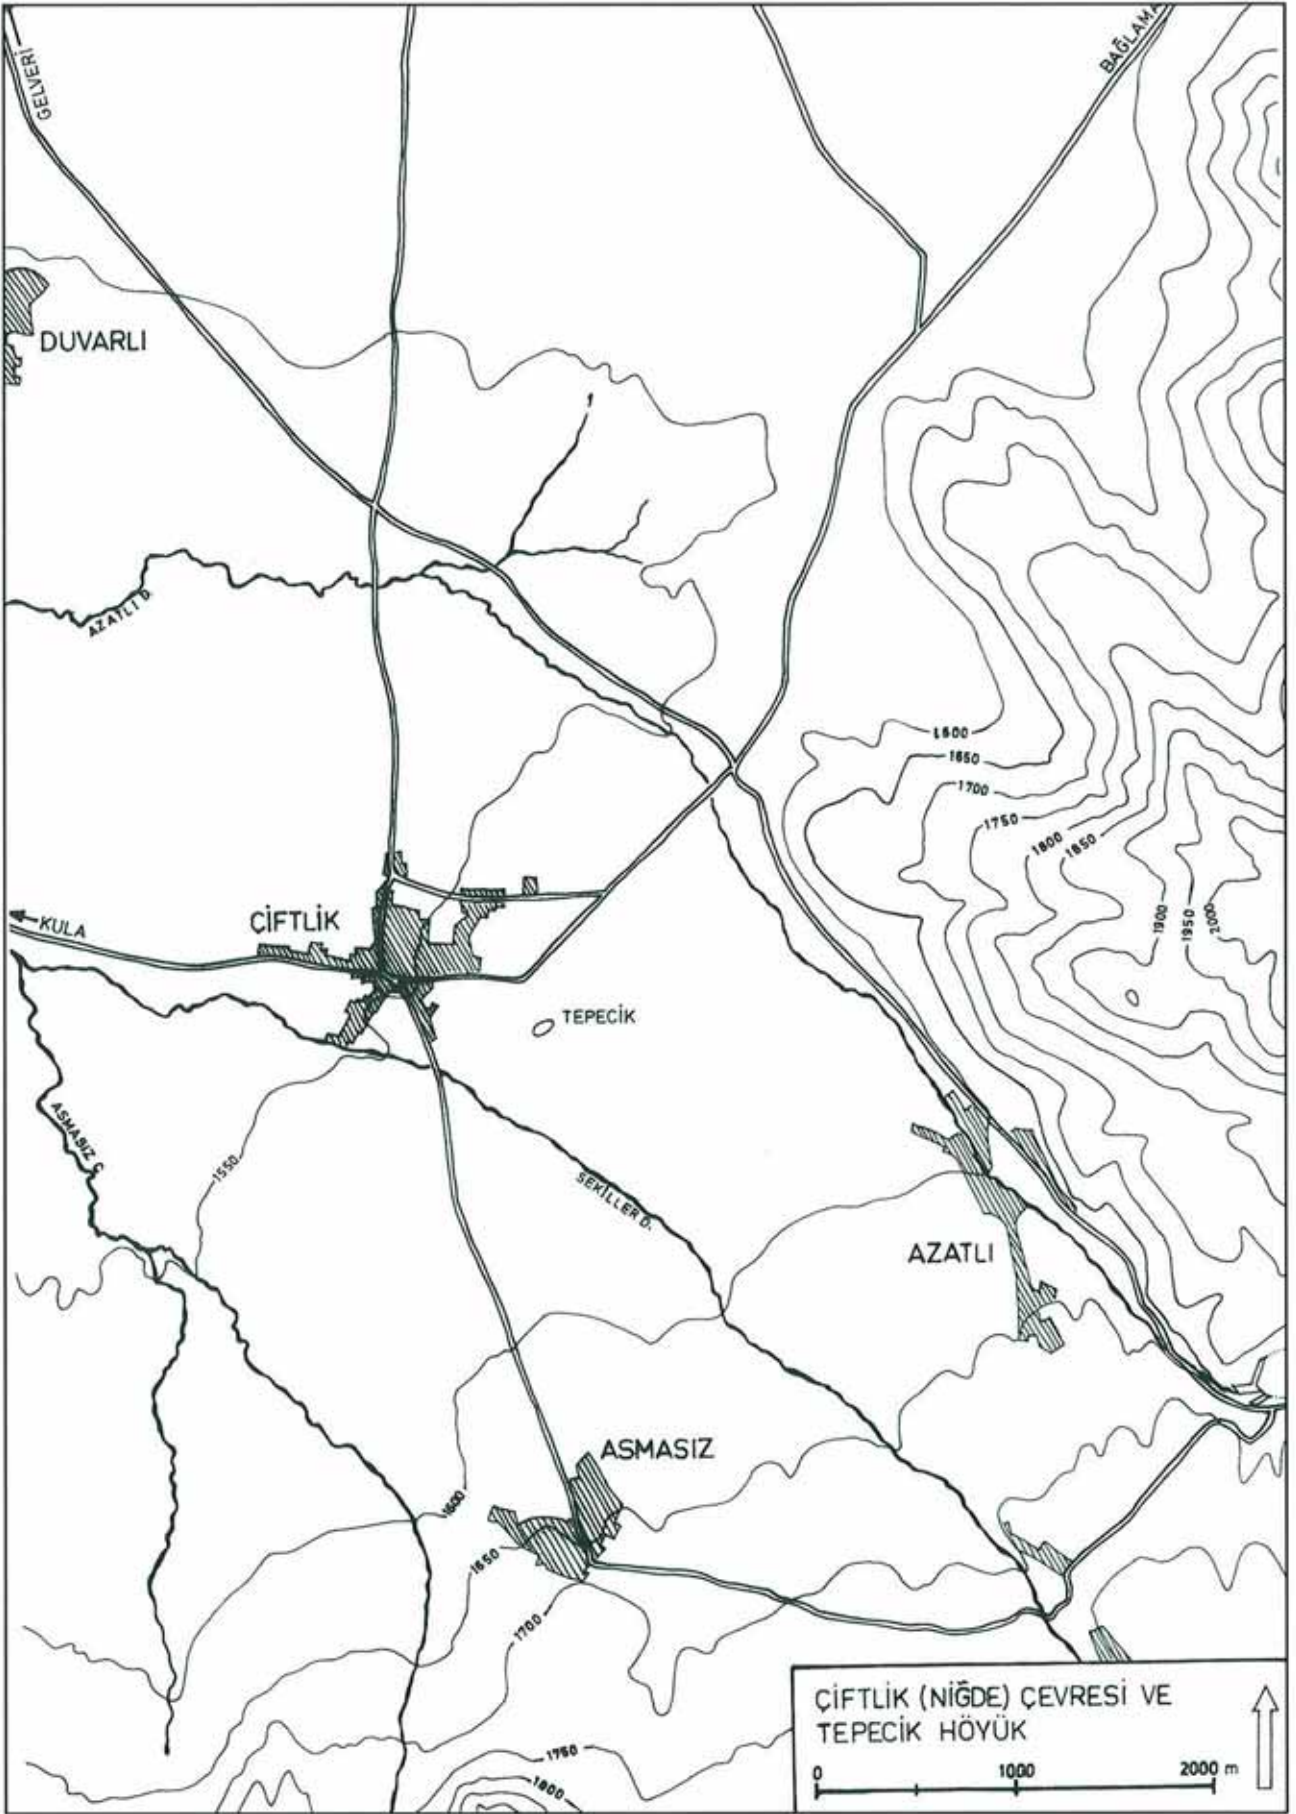 GELVERİ
BAĞLAMA
DUVARLI
1
AZATLI D.
1600
1650
1700
1750
1800
1850
1900
1950
2000
KULA
ÇİFTLİK
TEPECİK
ASMASIZ Ç.
1550
SEKİLLER D.
AZATLI
ASMASIZ
1600
1650
1700
1750
1800
ÇİFTLİK (NİĞDE) ÇEVRESİ VE
TEPECİK HÖYÜK
0 1000 2000 m